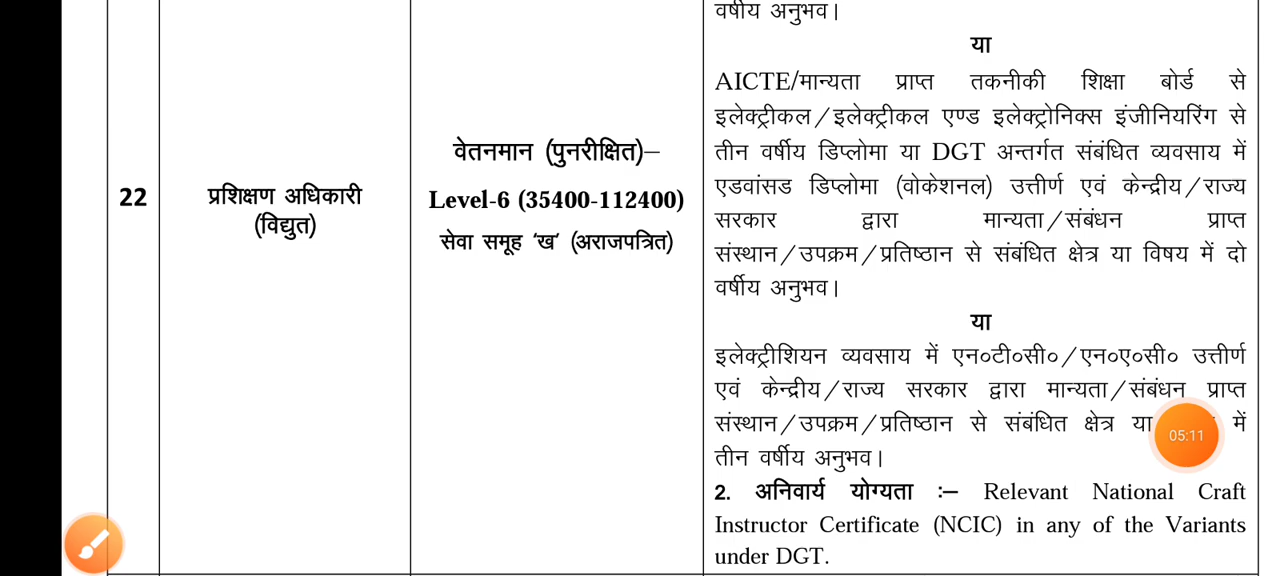 वर्षीय अनुभव।
या
AICTE/मान्यता प्राप्त तकनीकी शिक्षा बोर्ड से
इलेक्ट्रीकल/इलेक्ट्रीकल एण्ड इलेक्ट्रोनिक्स इंजीनियरिंग से
तीन वर्षीय डिप्लोमा या DGT अन्तर्गत संबंधित व्यवसाय में
एडवांसड डिप्लोमा (वोकेशनल) उत्तीर्ण एवं केन्द्रीय/राज्य
सरकार द्वारा मान्यता/संबंधन प्राप्त
संस्थान/उपक्रम/प्रतिष्ठान से संबंधित क्षेत्र या विषय में दो
वर्षीय अनुभव।
या
इलेक्ट्रीशियन व्यवसाय में एन०टी०सी०/एन०ए०सी० उत्तीर्ण
एवं केन्द्रीय/राज्य सरकार द्वारा मान्यता/संबंधन प्राप्त
संस्थान/उपक्रम/प्रतिष्ठान से संबंधित क्षेत्र या में
तीन वर्षीय अनुभव।
2. अनिवार्य योग्यता :– Relevant National Craft
Instructor Certificate (NCIC) in any of the Variants
under DGT.
वेतनमान (पुनरीक्षित)–
Level-6 (35400-112400)
सेवा समूह ‘ख’ (अराजपत्रित)
22
प्रशिक्षण अधिकारी
(विद्युत)
05:11